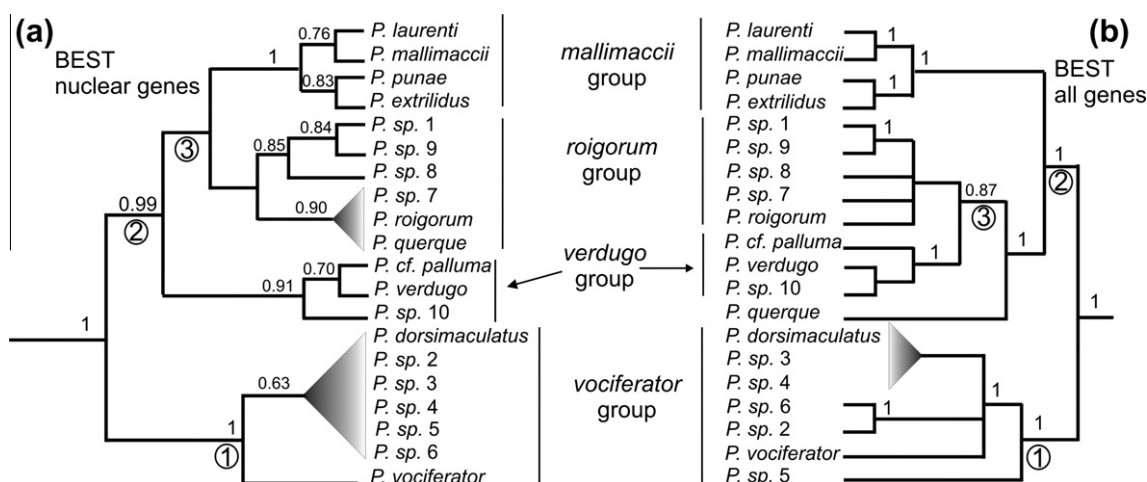 (a)
BEST
nuclear genes
1
0.76
0.83
0.84
0.85
3
0.90
0.99
2
0.70
0.91
1
0.63
1
1
P. laurenti
P. mallimaccii
P. punae
P. extrilidus
P. sp. 1
P. sp. 9
P. sp. 8
P. sp. 7
P. roigorum
P. querque
P. cf. palluma
P. verdugo
P. sp. 10
P. dorsimaculatus
P. sp. 2
P. sp. 3
P. sp. 4
P. sp. 5
P. sp. 6
P. vociferator
mallimaccii
group
roigorum
group
verdugo
group
vociferator
group
P. laurenti
P. mallimaccii
P. punae
P. extrilidus
P. sp. 1
P. sp. 9
P. sp. 8
P. sp. 7
P. roigorum
P. cf. palluma
P. verdugo
P. sp. 10
P. querque
P. dorsimaculatus
P. sp. 3
P. sp. 4
P. sp. 6
P. sp. 2
P. vociferator
P. sp. 5
(b)
BEST
all genes
1
1
1
1
1
2
0.87
3
1
1
1
1
1
1
1